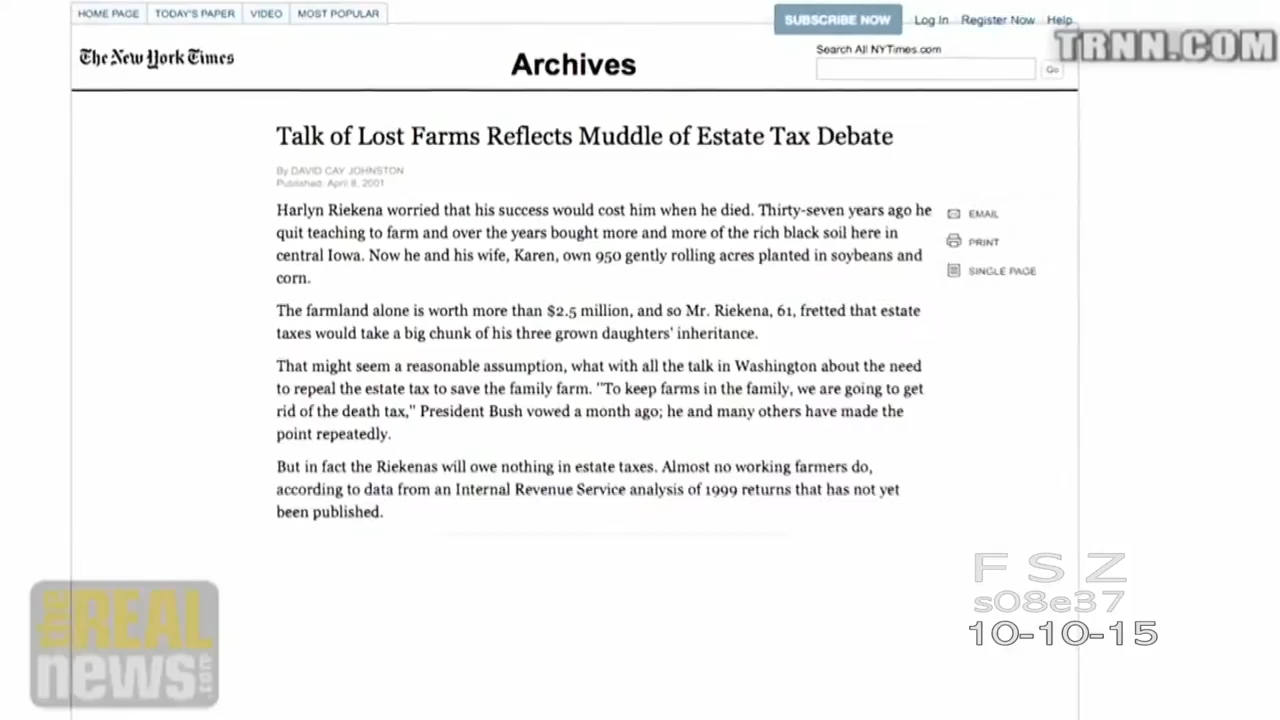 HOME PAGE TODAY'S PAPER VIDEO MOST POPULAR
SUBSCRIBE NOW Log In Register Now Help
TRNN.COM
The New York Times
Archives
Search All NYTimes.com
Go
Talk of Lost Farms Reflects Muddle of Estate Tax Debate
By DAVID CAY JOHNSTON
Published: April 8, 2001
Harlyn Riekena worried that his success would cost him when he died. Thirty-seven years ago he
quit teaching to farm and over the years bought more and more of the rich black soil here in
central Iowa. Now he and his wife, Karen, own 950 gently rolling acres planted in soybeans and
corn.
EMAIL
PRINT
SINGLE PAGE
The farmland alone is worth more than $2.5 million, and so Mr. Riekena, 61, fretted that estate
taxes would take a big chunk of his three grown daughters' inheritance.
That might seem a reasonable assumption, what with all the talk in Washington about the need
to repeal the estate tax to save the family farm. "To keep farms in the family, we are going to get
rid of the death tax," President Bush vowed a month ago; he and many others have made the
point repeatedly.
But in fact the Riekenas will owe nothing in estate taxes. Almost no working farmers do,
according to data from an Internal Revenue Service analysis of 1999 returns that has not yet
been published.
FSZ
s08e37
10-10-15
the REAL
news.com